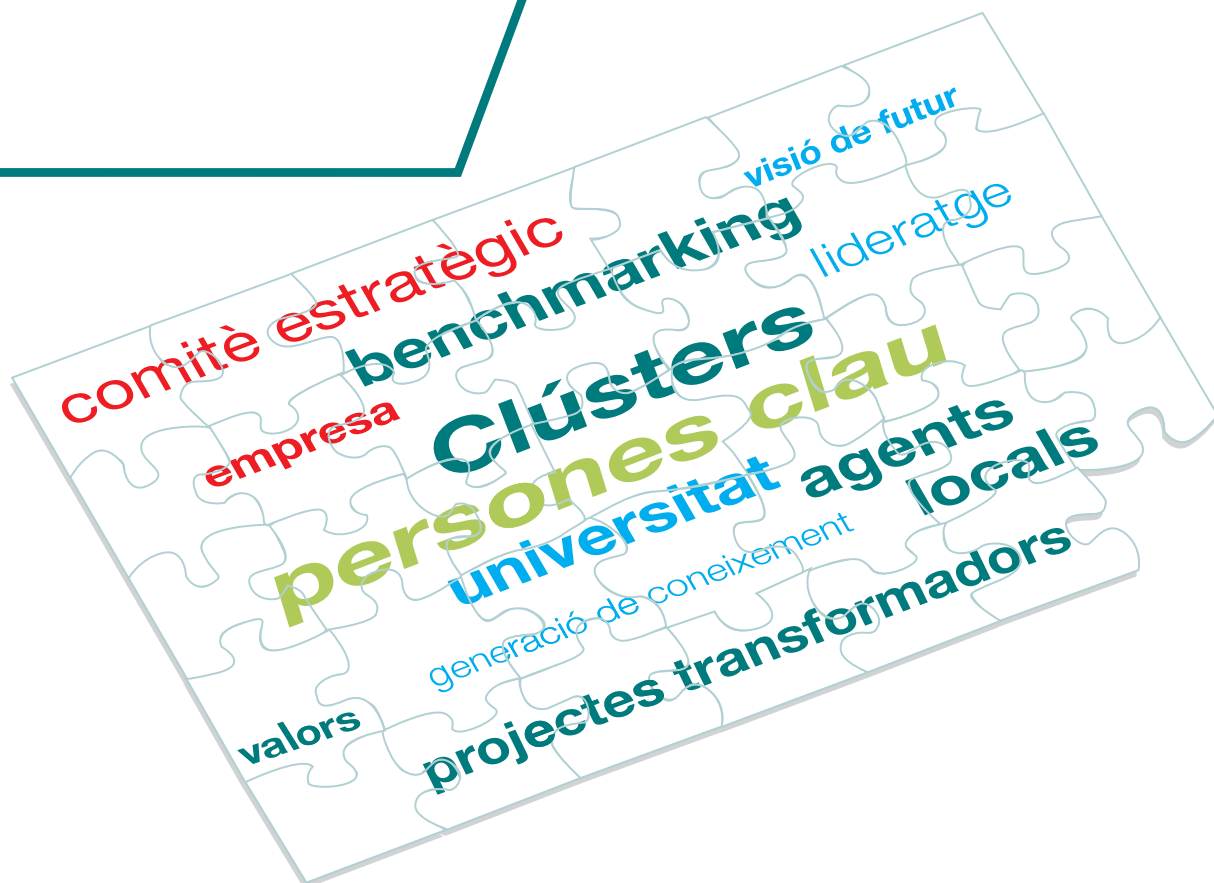 visió de futur
comitè estratègic
benchmarking
lideratge
empresa
Clústers
persones clau
universitat
agents
locals
generació de coneixement
projectes transformadors
valors